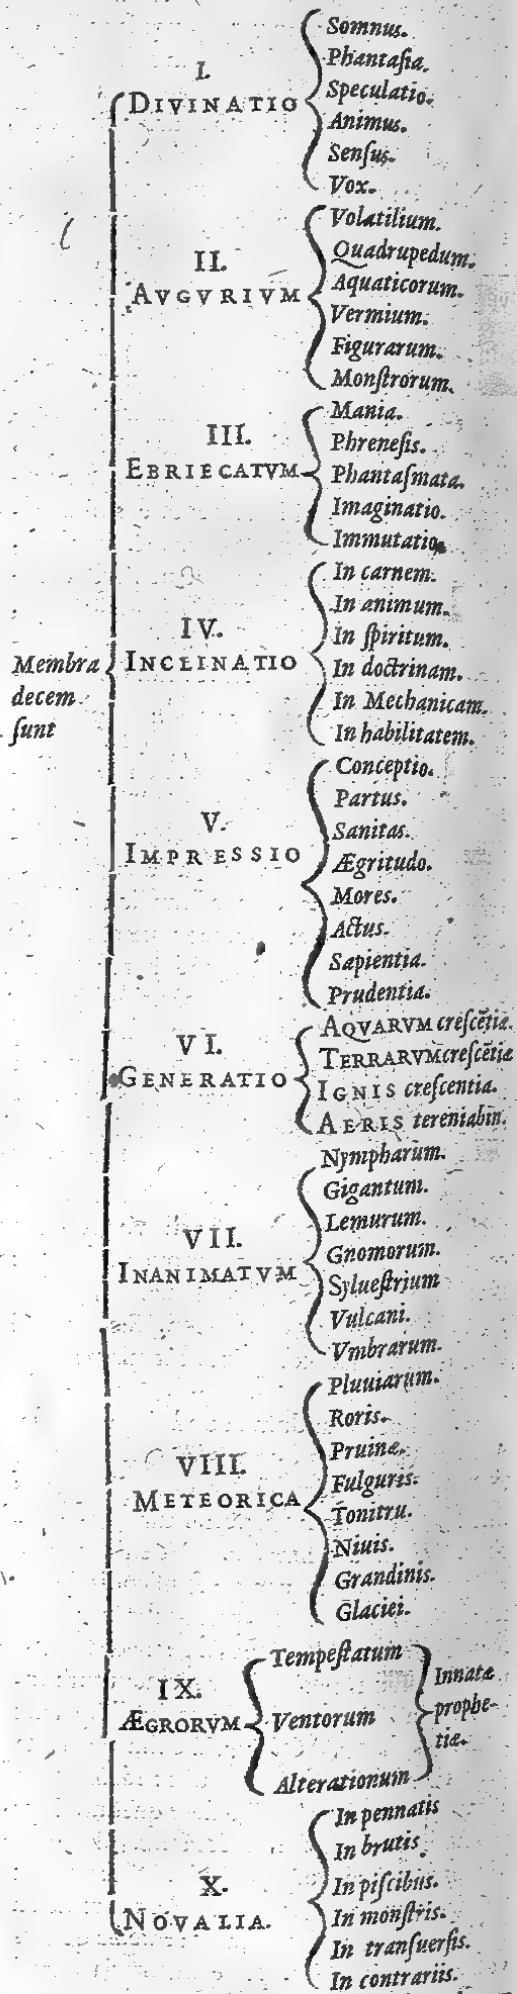 Membra
decem
ſunt
I.
DIVINATIO
Somnus.
Phantaſia.
Speculatio.
Animus.
Senſus.
Vox.
II.
AVGVRIVM
Volatilium.
Quadrupedum.
Aquaticorum.
Vermium.
Figurarum.
Monſtrorum.
III.
EBRIECATVM
Mania.
Phreneſis.
Phantaſmata.
Imaginatio.
Immutatio.
IV.
INCLINATIO
In carnem.
In animum.
In ſpiritum.
In doctrinam.
In Mechanicam.
In habilitatem.
V.
IMPRESSIO
Conceptio.
Partus.
Sanitas.
Ægritudo.
Mores.
Actus.
Sapientia.
Prudentia.
VI.
GENERATIO
AQVARVM creſcẽtiæ.
TERRARVM creſcẽtiæ
IGNIS creſcentia.
AERIS tereniabin.
VII.
INANIMATVM
Nympharum.
Gigantum.
Lemurum.
Gnomorum.
Sylueſtrium
Vulcani.
Vmbrarum.
VIII.
METEORICA
Pluuiarum.
Roris.
Pruinæ.
Fulguris.
Tonitru.
Niuis.
Grandinis.
Glaciei.
IX.
ÆGRORVM
Tempeſtatum
Ventorum
Alterationum
Innatæ
prophe-
tiæ.
X.
NOVALIA.
In pennatis
In brutis.
In piſcibus.
In monſtris.
In tranſuerſis.
In contrariis.